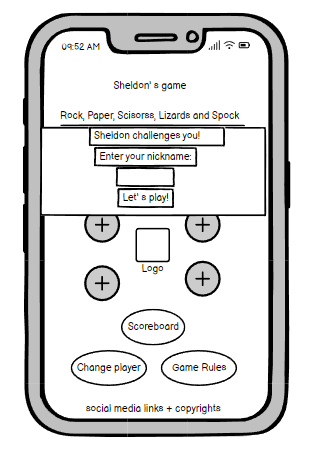 09:52 AM
Sheldon' s game
Rock, Paper, Scisorss, Lizards and Spock
Sheldon challenges you!
Enter your nickname:
Let' s play!
Logo
Scoreboard
Change player
Game Rules
social media links + copyrights